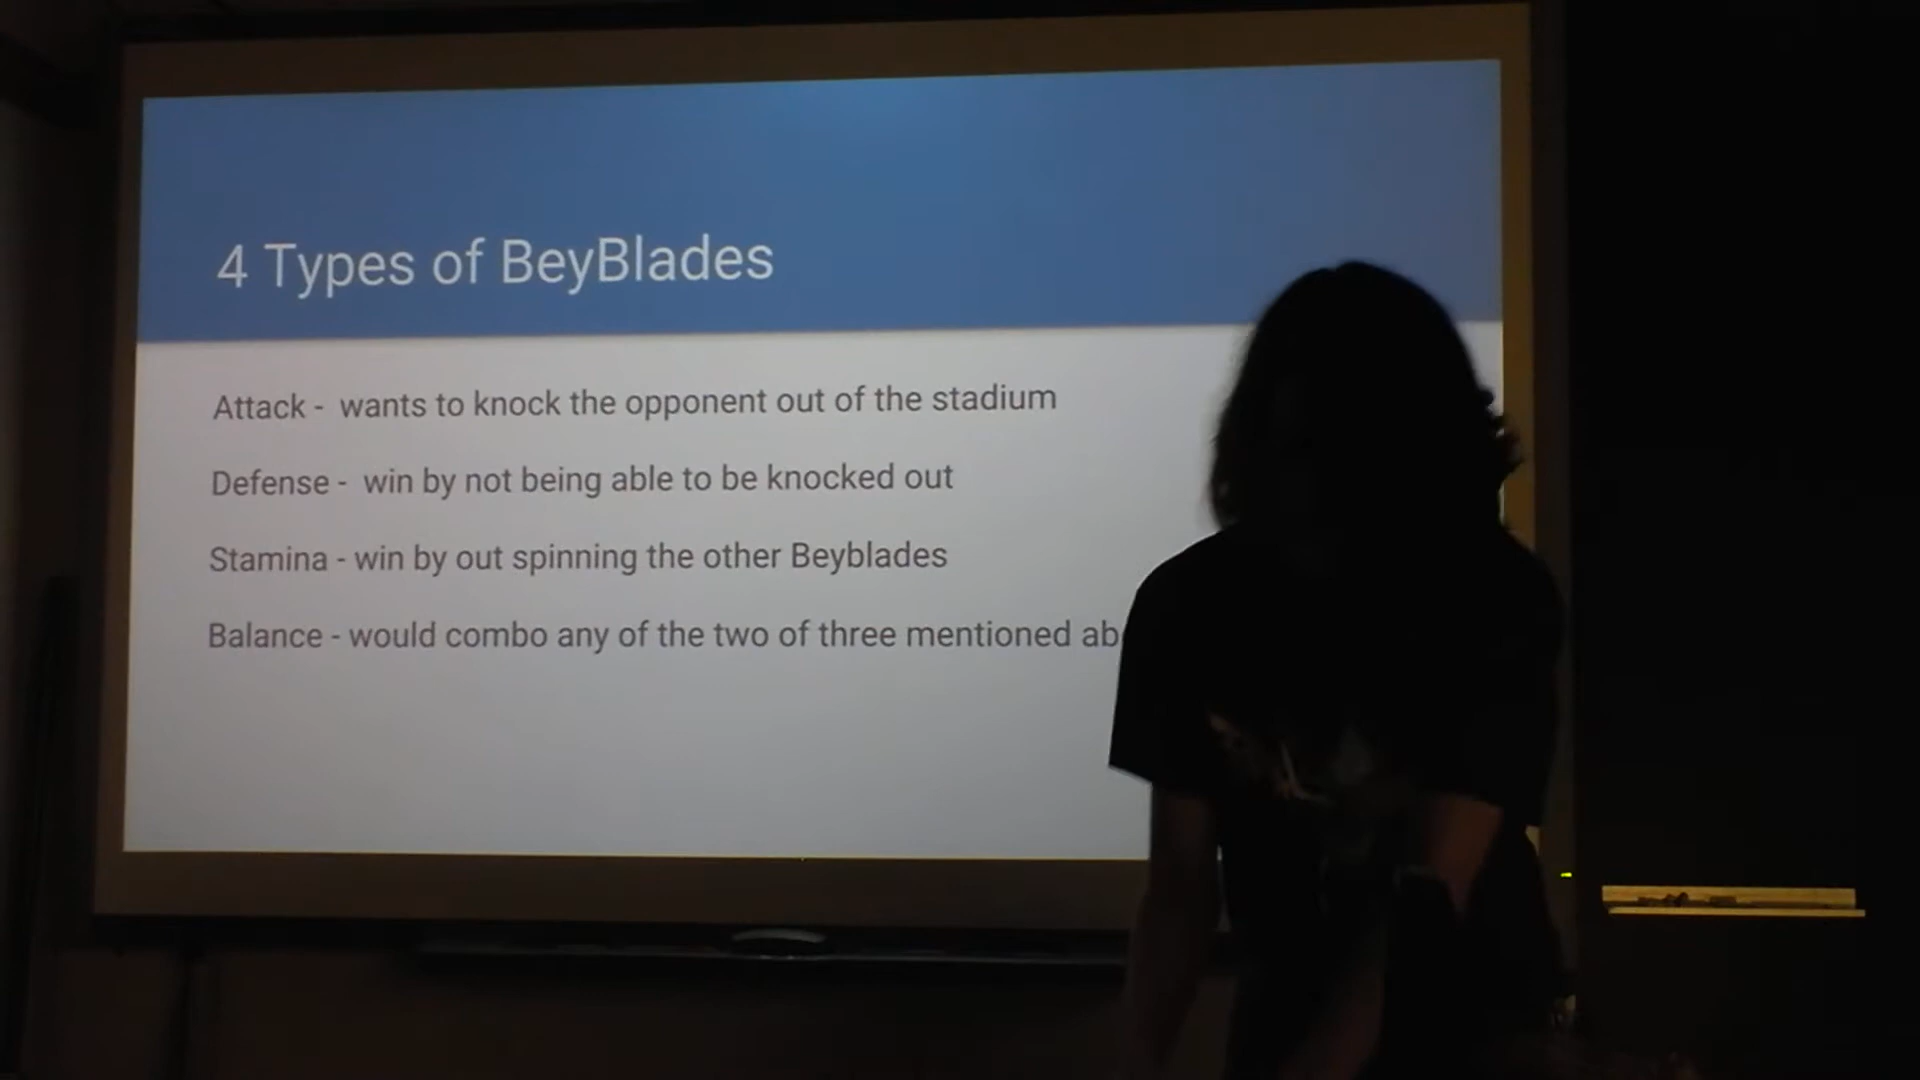 4 Types of BeyBlades
Attack - wants to knock the opponent out of the stadium
Defense - win by not being able to be knocked out
Stamina - win by out spinning the other Beyblades
Balance - would combo any of the two of three mentioned